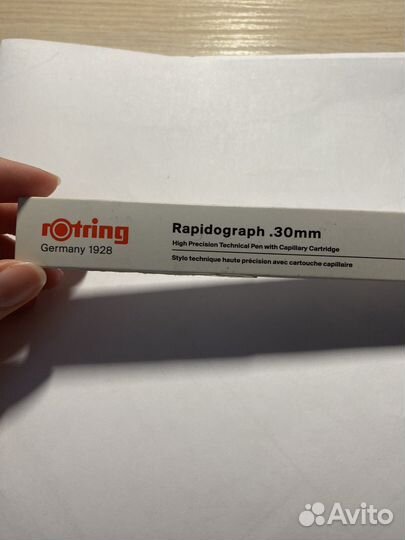 rotring
Germany 1928
Rapidograph .30mm
High Precision Technical Pen with Capillary Cartridge
Stylo technique haute précision avec cartouche capillaire
Avito